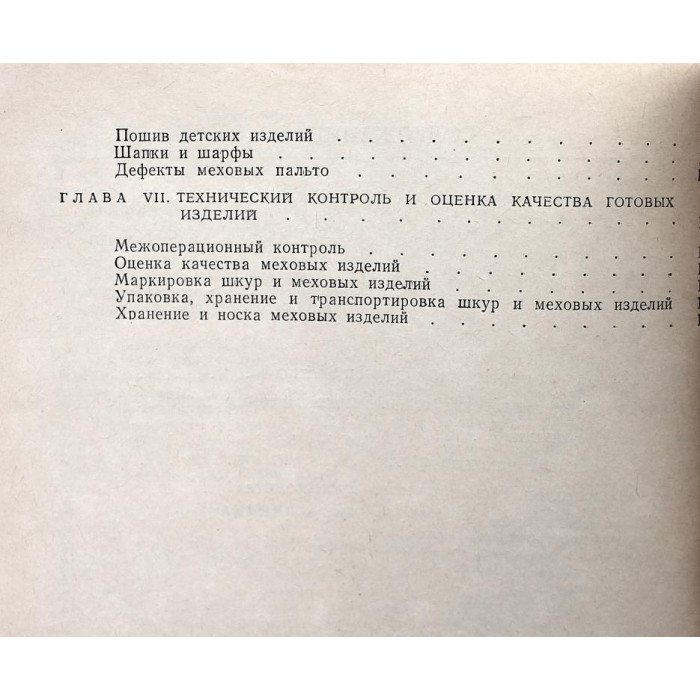 Пошив детских изделий . . . . . . . . . . .
Шапки и шарфы . . . . . . . . . . . . .
Дефекты меховых пальто . . . . . . . . . .
ГЛАВА VII. ТЕХНИЧЕСКИЙ КОНТРОЛЬ И ОЦЕНКА КАЧЕСТВА ГОТОВЫХ
ИЗДЕЛИЙ . . . . . . . . . . .
Межоперационный контроль . . . . . . . . .
Оценка качества меховых изделий . . . . . . .
Маркировка шкур и меховых изделий . . . . . . .
Упаковка, хранение и транспортировка шкур и меховых изделий
Хранение и носка меховых изделий . . . . . . .